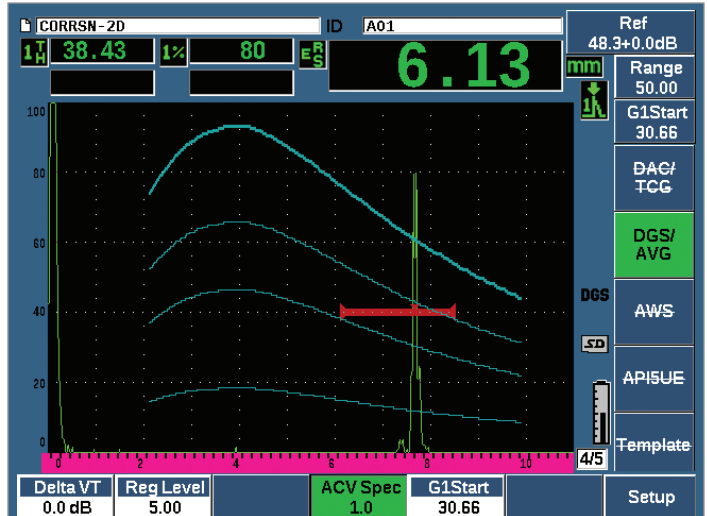 CORRSN-2D
ID A01
Ref
48.3+0.0dB
1TH 38.43
1% 80
ERS 6.13
mm
Range
50.00
G1Start
30.66
DAC/
TCG
DGS/
AVG
AWS
API5UE
Template
Setup
100
80
60
40
20
0
0 2 4 6 8 10
1
DGS
SD
4/5
Delta VT
0.0 dB
Reg Level
5.00
ACV Spec
1.0
G1Start
30.66